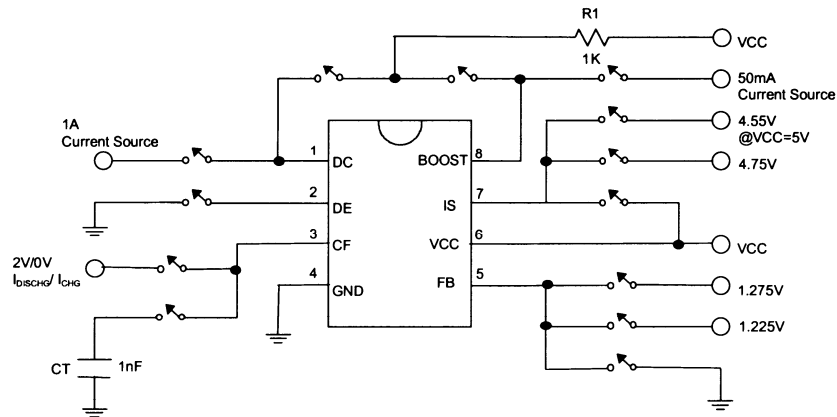 R1
VCC
1K
50mA
Current Source
1A
Current Source
4.55V
@VCC=5V
4.75V
1
DC
BOOST
8
2
DE
IS
7
3
CF
VCC
6
VCC
2V/0V
I_DISCHG/ I_CHG
4
GND
FB
5
1.275V
1.225V
CT
1nF